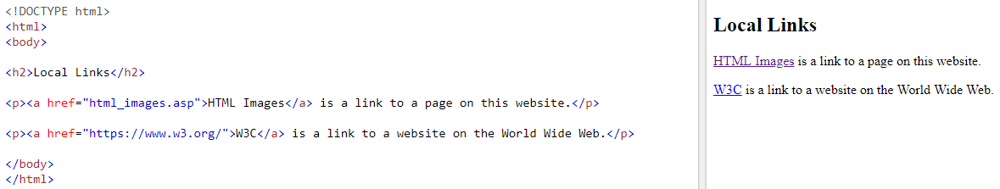 <!DOCTYPE html>
<html>
<body>
<h2>Local Links</h2>
<p><a href="html_images.asp">HTML Images</a> is a link to a page on this website.</p>
<p><a href="https://www.w3.org/">W3C</a> is a link to a website on the World Wide Web.</p>
</body>
</html>
Local Links
HTML Images is a link to a page on this website.
W3C is a link to a website on the World Wide Web.